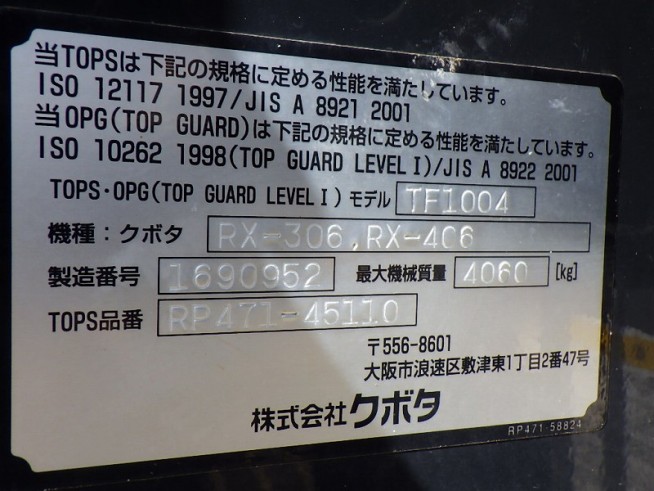 当TOPSは下記の規格に定める性能を満たしています。
ISO 12117 1997/JIS A 8921 2001
当OPG(TOP GUARD)は下記の規格に定める性能を満たしています。
ISO 10262 1998(TOP GUARD LEVEL I)/JIS A 8922 2001
TOPS・OPG(TOP GUARD LEVEL I) モデル TF1004
機種：クボタ RX-306,RX-406
製造番号 1690952 最大機械質量 4060 [kg]
TOPS品番 RP471-45110
〒556-8601
大阪市浪速区敷津東1丁目2番47号
株式会社クボタ
RP471-58824